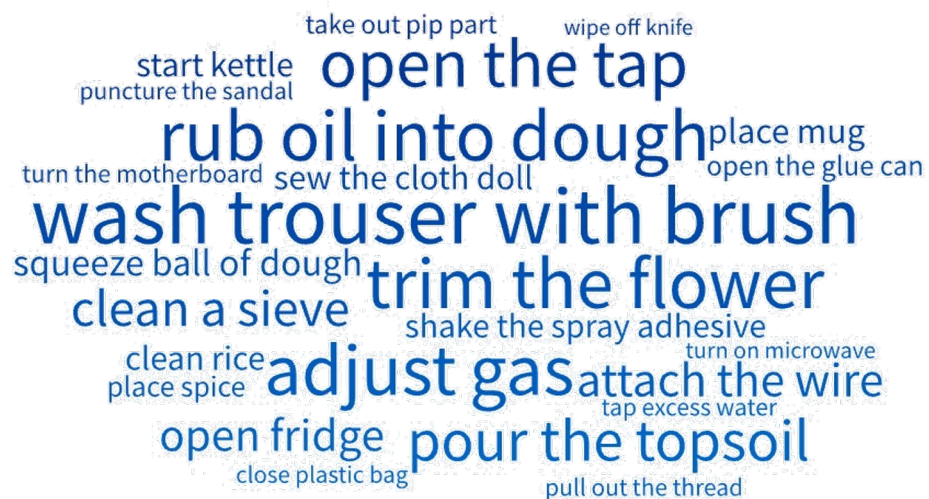 take out pip part
wipe off knife
start kettle
open the tap
puncture the sandal
rub oil into dough
place mug
open the glue can
turn the motherboard
sew the cloth doll
wash trouser with brush
squeeze ball of dough
trim the flower
clean a sieve
shake the spray adhesive
clean rice
adjust gas
turn on microwave
place spice
attach the wire
tap excess water
open fridge
pour the topsoil
close plastic bag
pull out the thread